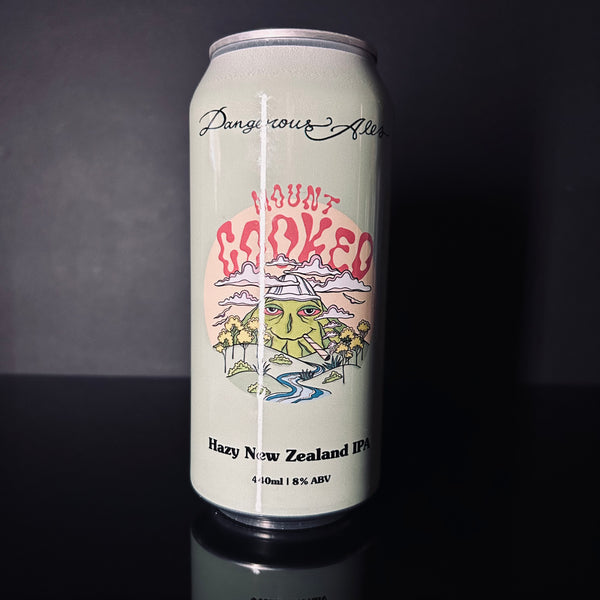 Dangerous Ales
MOUNT
COOKED
Hazy New Zealand IPA
440ml | 8% ABV